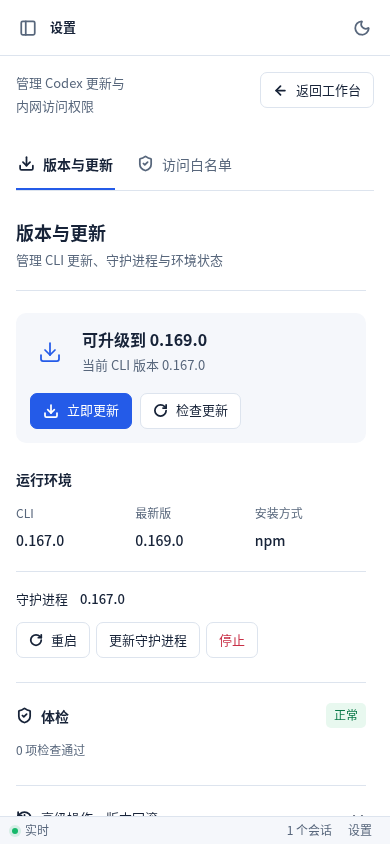 设置
管理 Codex 更新与
内网访问权限
返回工作台
版本与更新
访问白名单
版本与更新
管理 CLI 更新、守护进程与环境状态
可升级到 0.169.0
当前 CLI 版本 0.167.0
立即更新
检查更新
运行环境
CLI
最新版
安装方式
0.167.0
0.169.0
npm
守护进程 0.167.0
重启
更新守护进程
停止
体检
正常
0 项检查通过
实时
1 个会话
设置